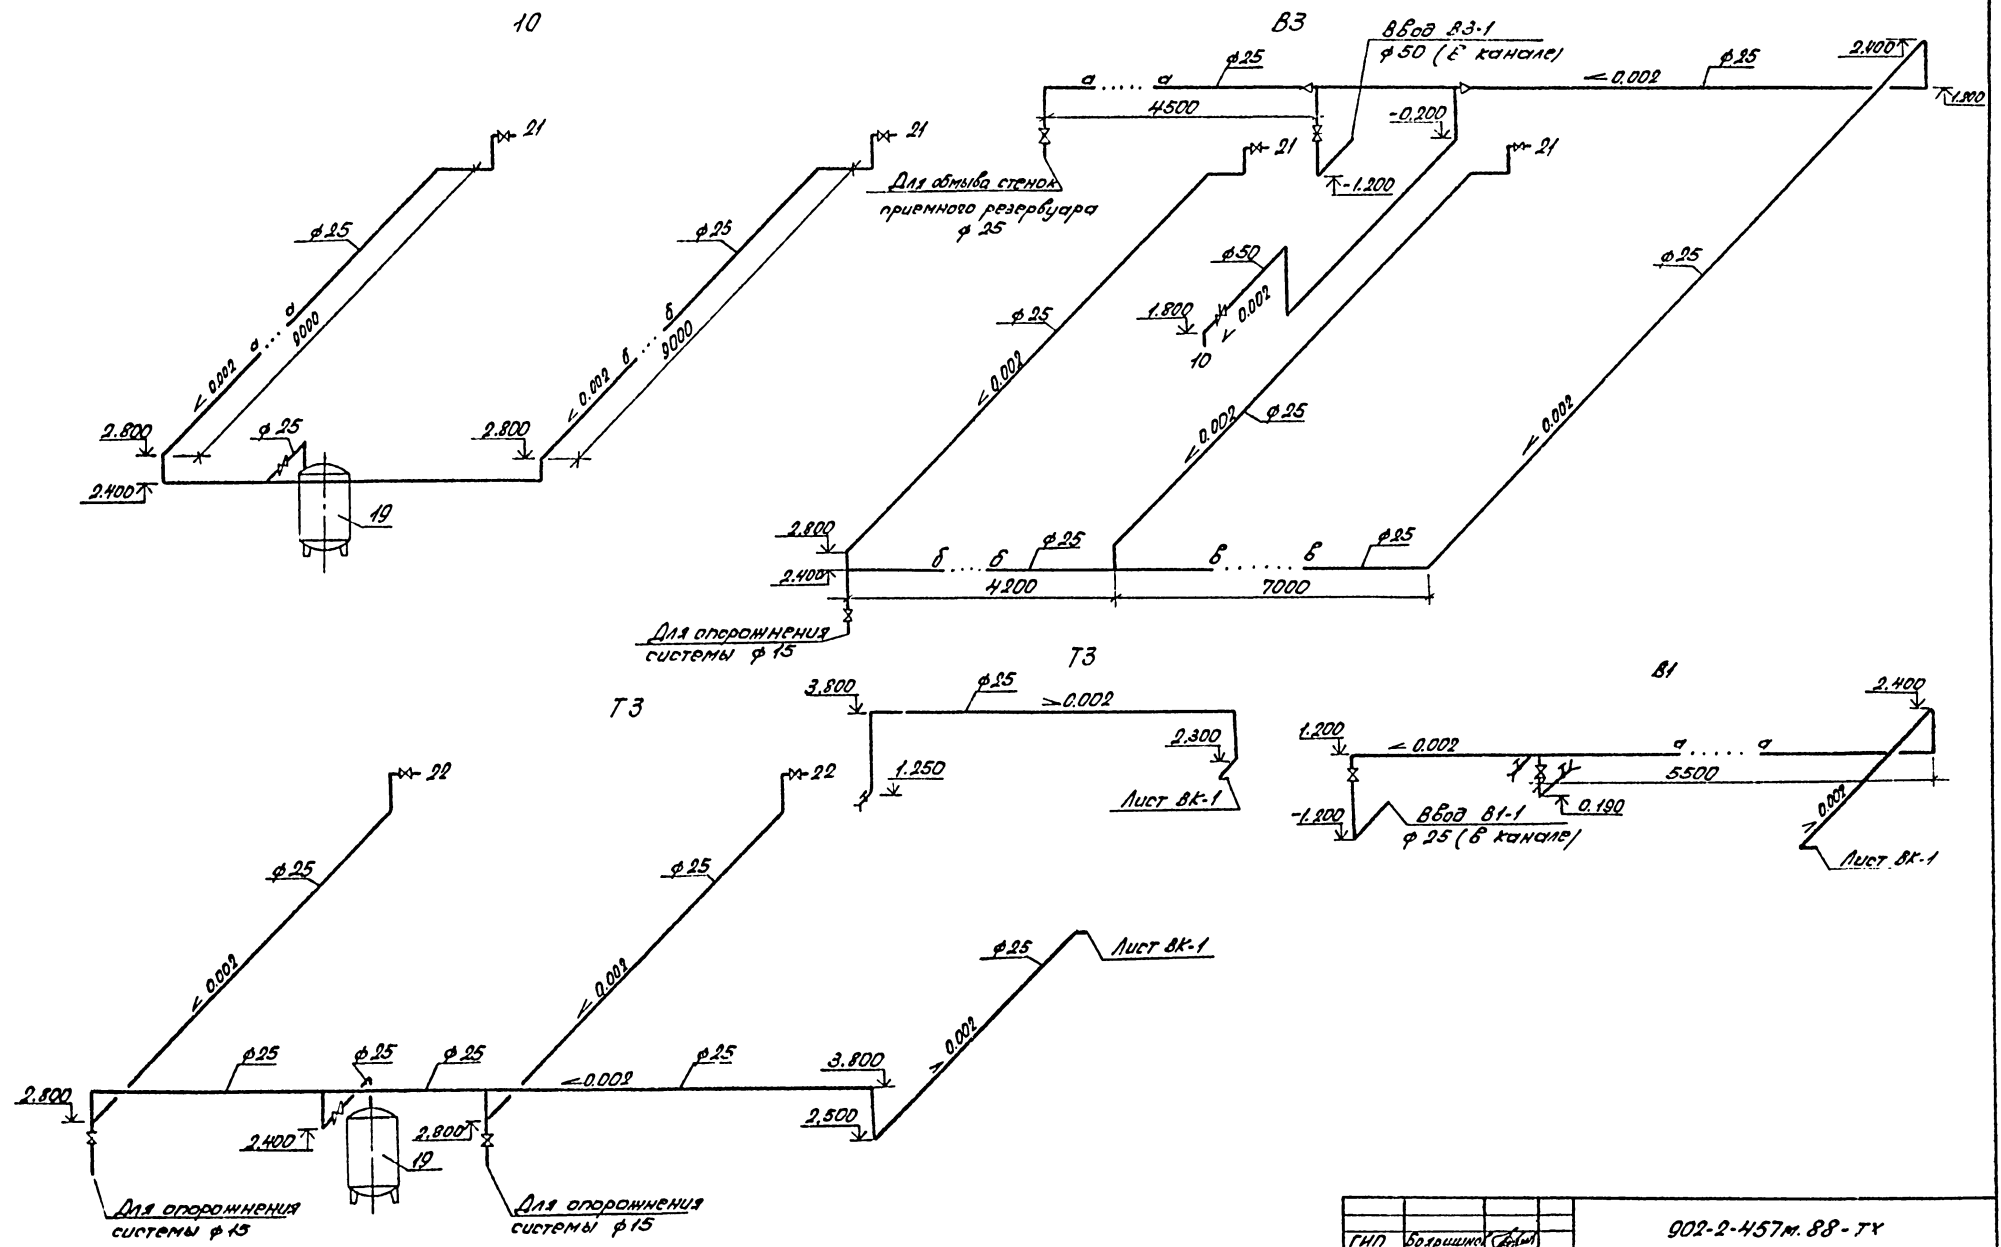 10
21
21
ф25
ф25
а
а
9000
б
б
9000
0.002
0.002
2.800
2.800
ф25
2.400
19
В3
Ввод В3-1
ф50 (в канале)
2.400
ф25
ф25
а
а
0.002
1.800
4500
-0.200
21
21
-1.200
Для обмыва стенок
приемного резервуара
ф 25
ф50
ф25
ф25
1.800
0.002
10
0.002
0.002
ф25
0.002
2.800
ф25
ф25
б
б
в
в
2.400
4200
7000
Для опорожнения
системы ф15
Т3
3.800
ф25
0.002
2.300
1.250
Лист ВК-1
В1
2.400
1.200
0.002
а
а
5500
0.190
-1.200
Ввод В1-1
ф 25 (в канале)
0.002
Лист ВК-1
Т3
22
22
ф25
ф25
0.002
0.002
ф25
Лист ВК-1
0.002
ф25
ф25
ф25
ф25
0.002
3.800
2.800
2.400
2.800
2,500
19
Для опорожнения
системы ф15
Для опорожнения
системы ф15
902-2-457м.88-ТХ
ГИП